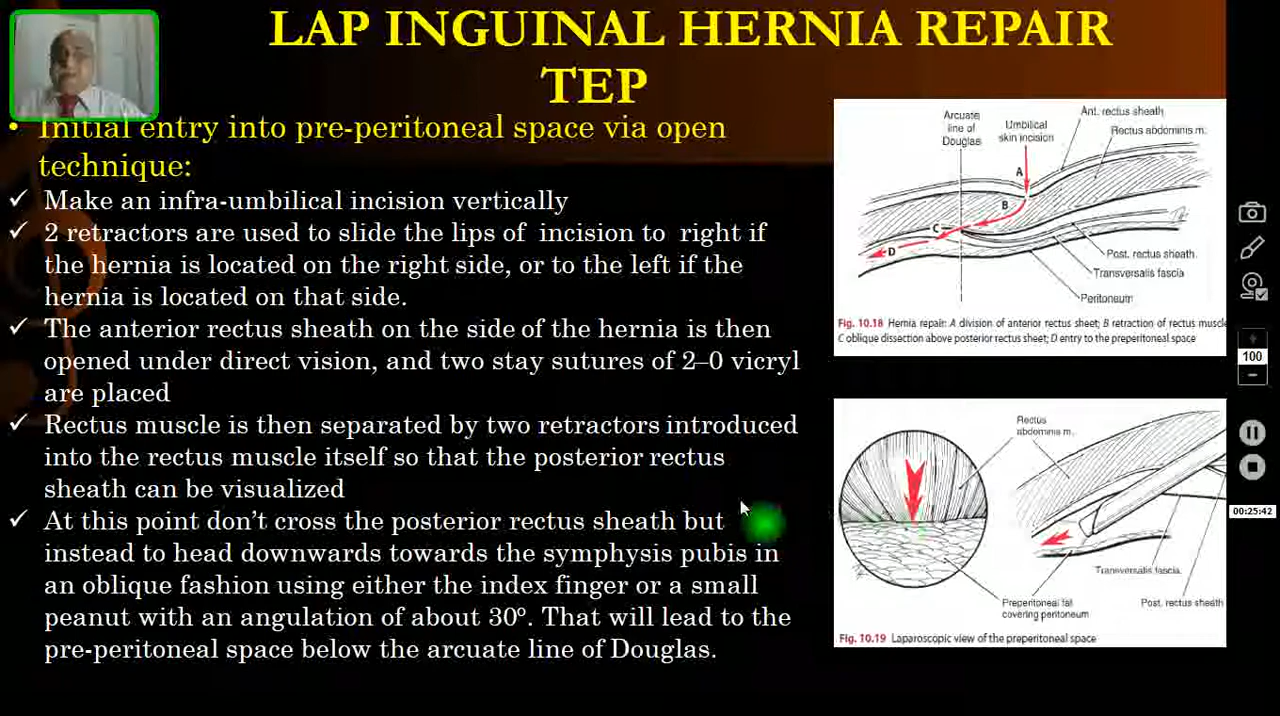 LAP INGUINAL HERNIA REPAIR
TEP
• Initial entry into pre-peritoneal space via open
technique:
✓ Make an infra-umbilical incision vertically
✓ 2 retractors are used to slide the lips of incision to right if
the hernia is located on the right side, or to the left if the
hernia is located on that side.
✓ The anterior rectus sheath on the side of the hernia is then
opened under direct vision, and two stay sutures of 2–0 vicryl
are placed
✓ Rectus muscle is then separated by two retractors introduced
into the rectus muscle itself so that the posterior rectus
sheath can be visualized
✓ At this point don't cross the posterior rectus sheath but
instead to head downwards towards the symphysis pubis in
an oblique fashion using either the index finger or a small
peanut with an angulation of about 30º. That will lead to the
pre-peritoneal space below the arcuate line of Douglas.
Arcuate
line of
Douglas
Umbilical
skin incision
Ant. rectus sheath
Rectus abdominis m.
A
B
C
D
Post. rectus sheath
Transversalis fascia
Peritoneum
Fig. 10.18 Hernia repair: A division of anterior rectus sheet; B retraction of rectus muscle
C oblique dissection above posterior rectus sheet; D entry to the preperitoneal space
Rectus
abdominis m.
Transversalis fascia
Post. rectus sheath
Preperitoneal fat
covering peritoneum
Fig. 10.19 Laparoscopic view of the preperitoneal space
100
00:25:42